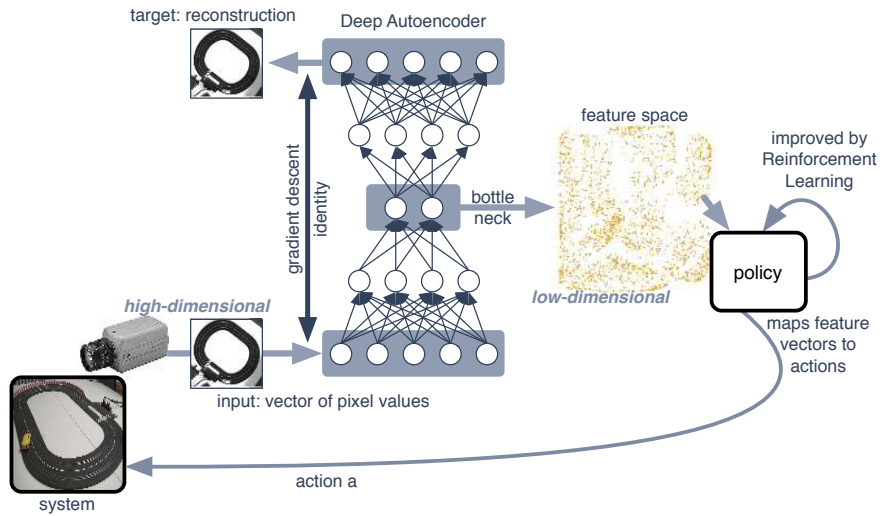 target: reconstruction
Deep Autoencoder
feature space
improved by
Reinforcement
Learning
gradient descent
identity
bottle
neck
policy
high-dimensional
low-dimensional
maps feature
vectors to
actions
input: vector of pixel values
action a
system